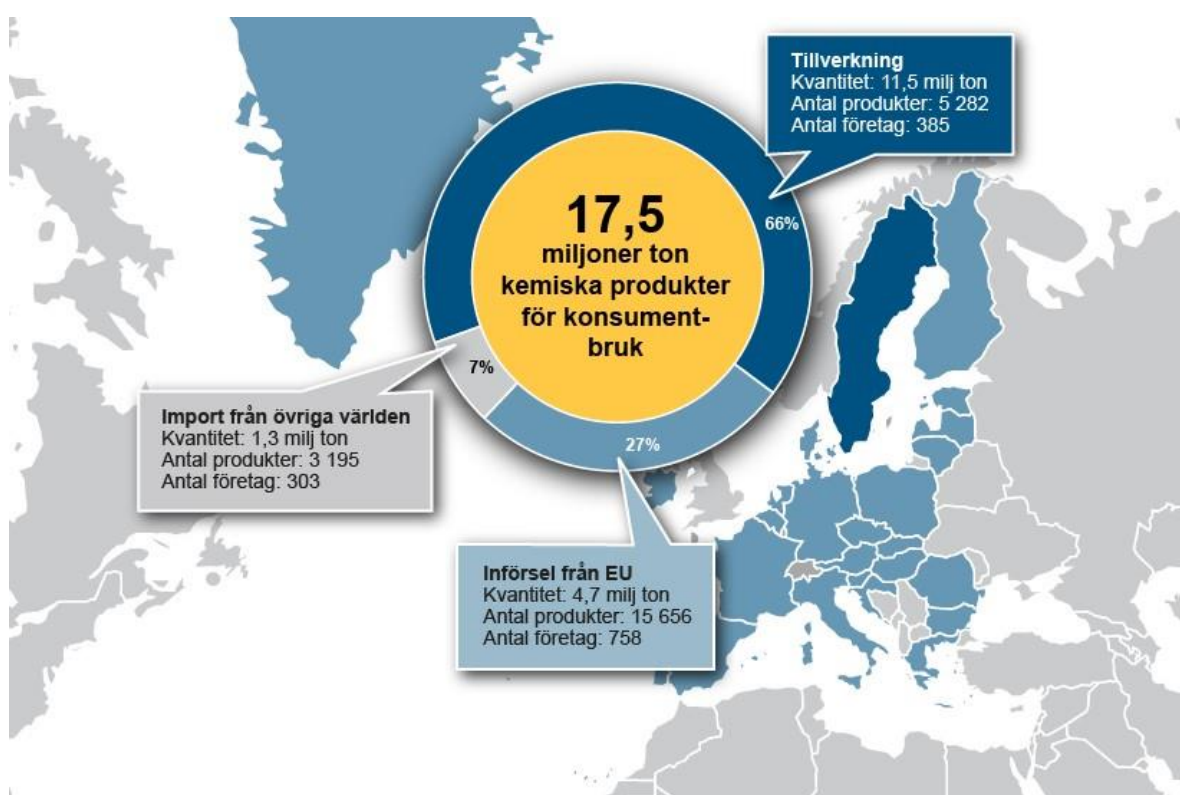 Tillverkning
Kvantitet: 11,5 milj ton
Antal produkter: 5 282
Antal företag: 385
17,5
miljoner ton
kemiska produkter
för konsument-
bruk
66%
7%
27%
Import från övriga världen
Kvantitet: 1,3 milj ton
Antal produkter: 3 195
Antal företag: 303
Införsel från EU
Kvantitet: 4,7 milj ton
Antal produkter: 15 656
Antal företag: 758